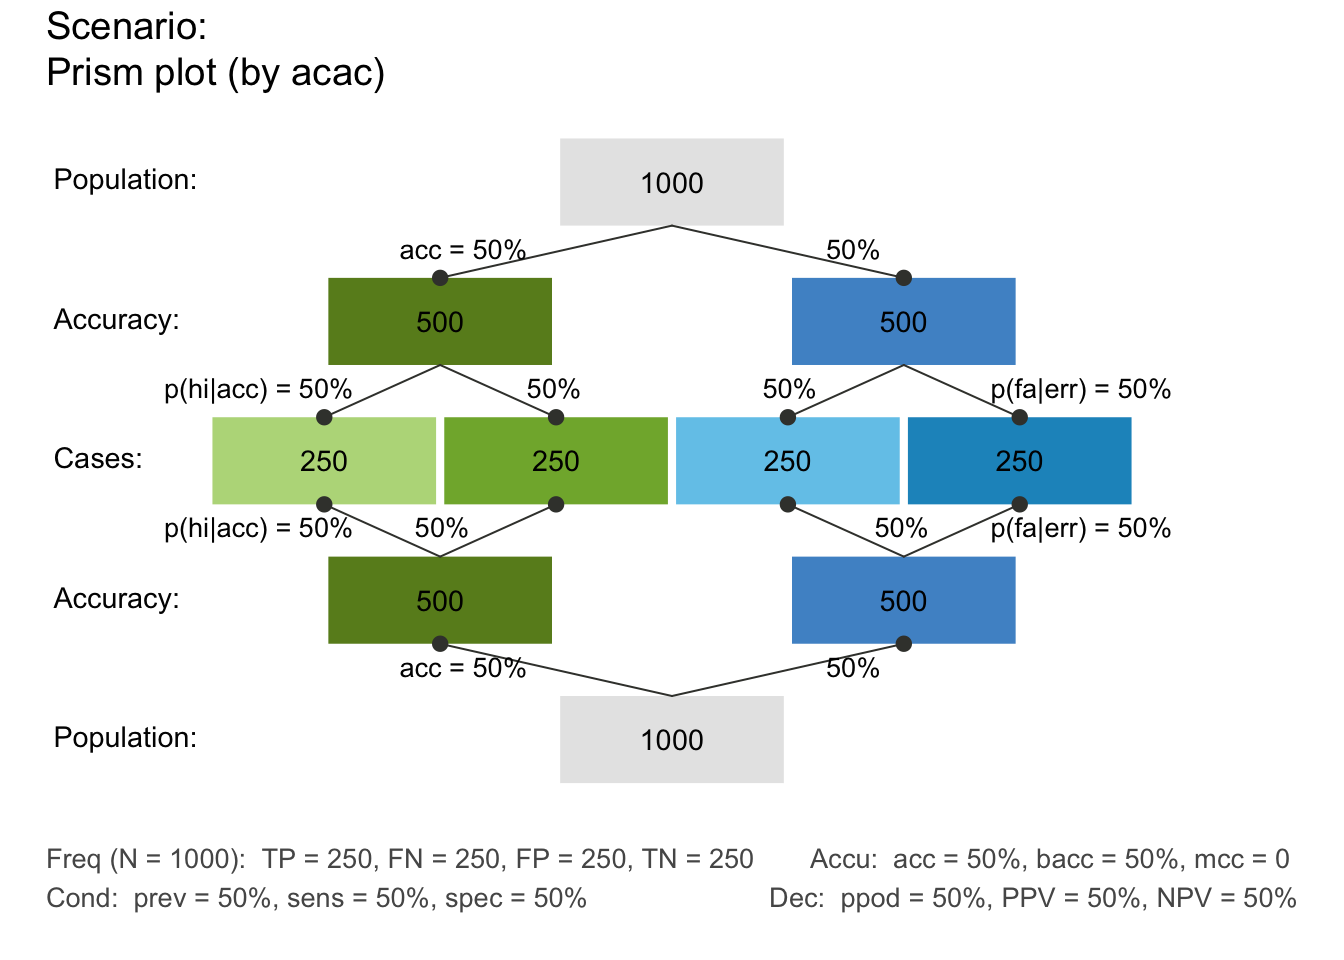 Scenario:
Prism plot (by acac)
Population:
1000
acc = 50%
50%
Accuracy:
500
500
p(hi|acc) = 50%
50%
50%
p(fa|err) = 50%
Cases:
250
250
250
250
p(hi|acc) = 50%
50%
50%
p(fa|err) = 50%
Accuracy:
500
500
acc = 50%
50%
Population:
1000
Freq (N = 1000):  TP = 250, FN = 250, FP = 250, TN = 250
Accu:  acc = 50%, bacc = 50%, mcc = 0
Cond:  prev = 50%, sens = 50%, spec = 50%
Dec:  ppod = 50%, PPV = 50%, NPV = 50%